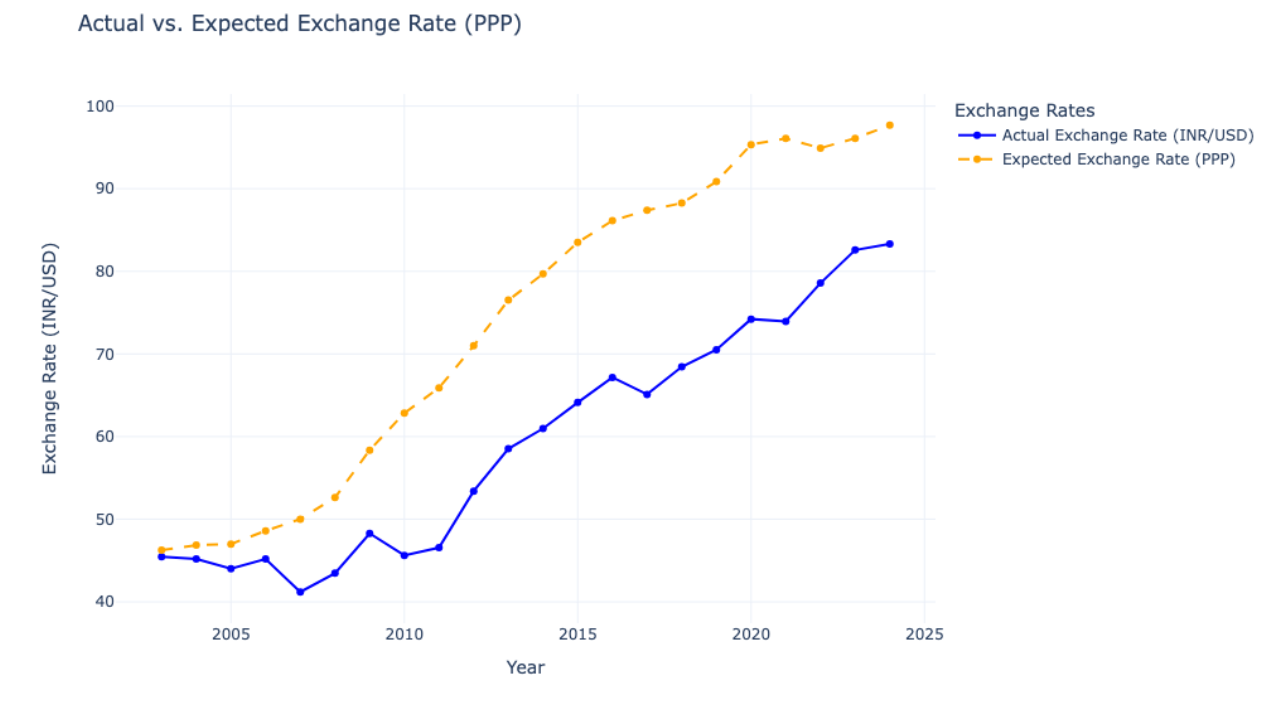 Actual vs. Expected Exchange Rate (PPP)
Exchange Rates
Actual Exchange Rate (INR/USD)
Expected Exchange Rate (PPP)
Exchange Rate (INR/USD)
100
90
80
70
60
50
40
2005
2010
2015
2020
2025
Year